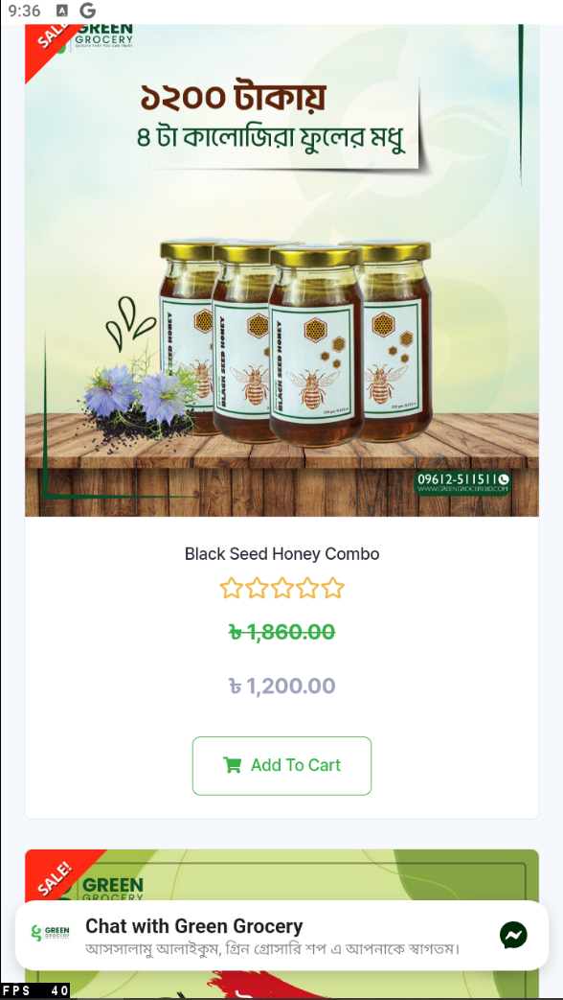 9:36
SALE!
GREEN
GROCERY
QUALITY THAT YOU CAN TRUST
১২০০ টাকায়
৪ টা কালোজিরা ফুলের মধু
BLACK SEED HONEY
BLACK SEED HONEY
BLACK SEED HONEY
09612-511511
WWW.GREENGROCERYBD.COM
Black Seed Honey Combo
৳ 1,860.00
৳ 1,200.00
Add To Cart
SALE!
GREEN
GROCERY
GREEN
GROCERY
Chat with Green Grocery
আসসালামু আলাইকুম, গ্রিন গ্রোসারি শপ এ আপনাকে স্বাগতম।
FPS 40